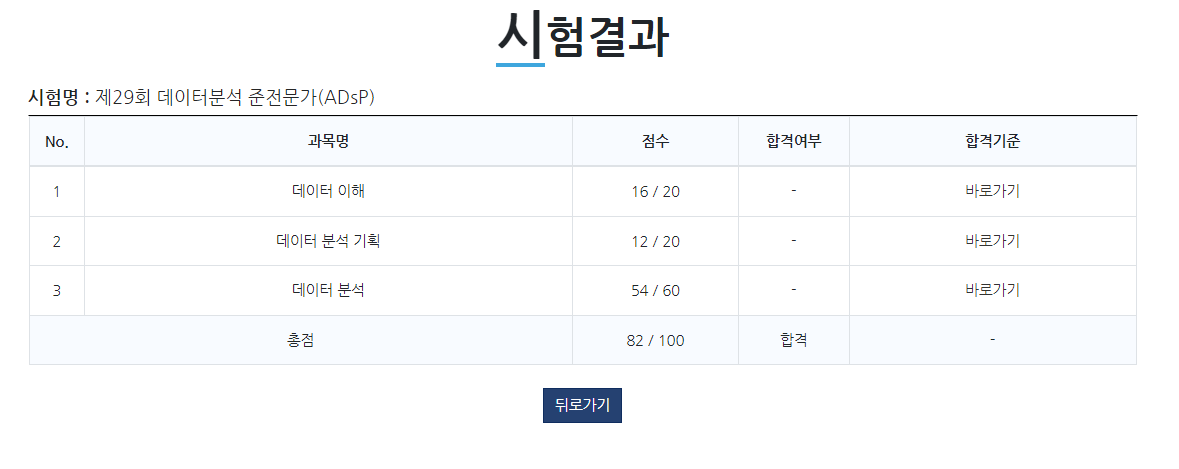 시험결과
시험명 : 제29회 데이터분석 준전문가(ADsP)
No. 과목명 점수 합격여부 합격기준
1 데이터 이해 16 / 20 - 바로가기
2 데이터 분석 기획 12 / 20 - 바로가기
3 데이터 분석 54 / 60 - 바로가기
총점 82 / 100 합격 -
뒤로가기